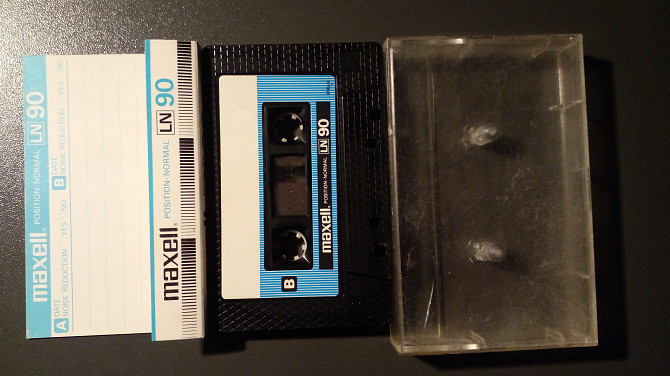 maxell® POSITION·NORMAL LN 90
A DATE
NOISE REDUCTION YES NO
B DATE
NOISE REDUCTION YES NO
maxell® POSITION·NORMAL LN 90
B
maxell® POSITION·NORMAL LN 90